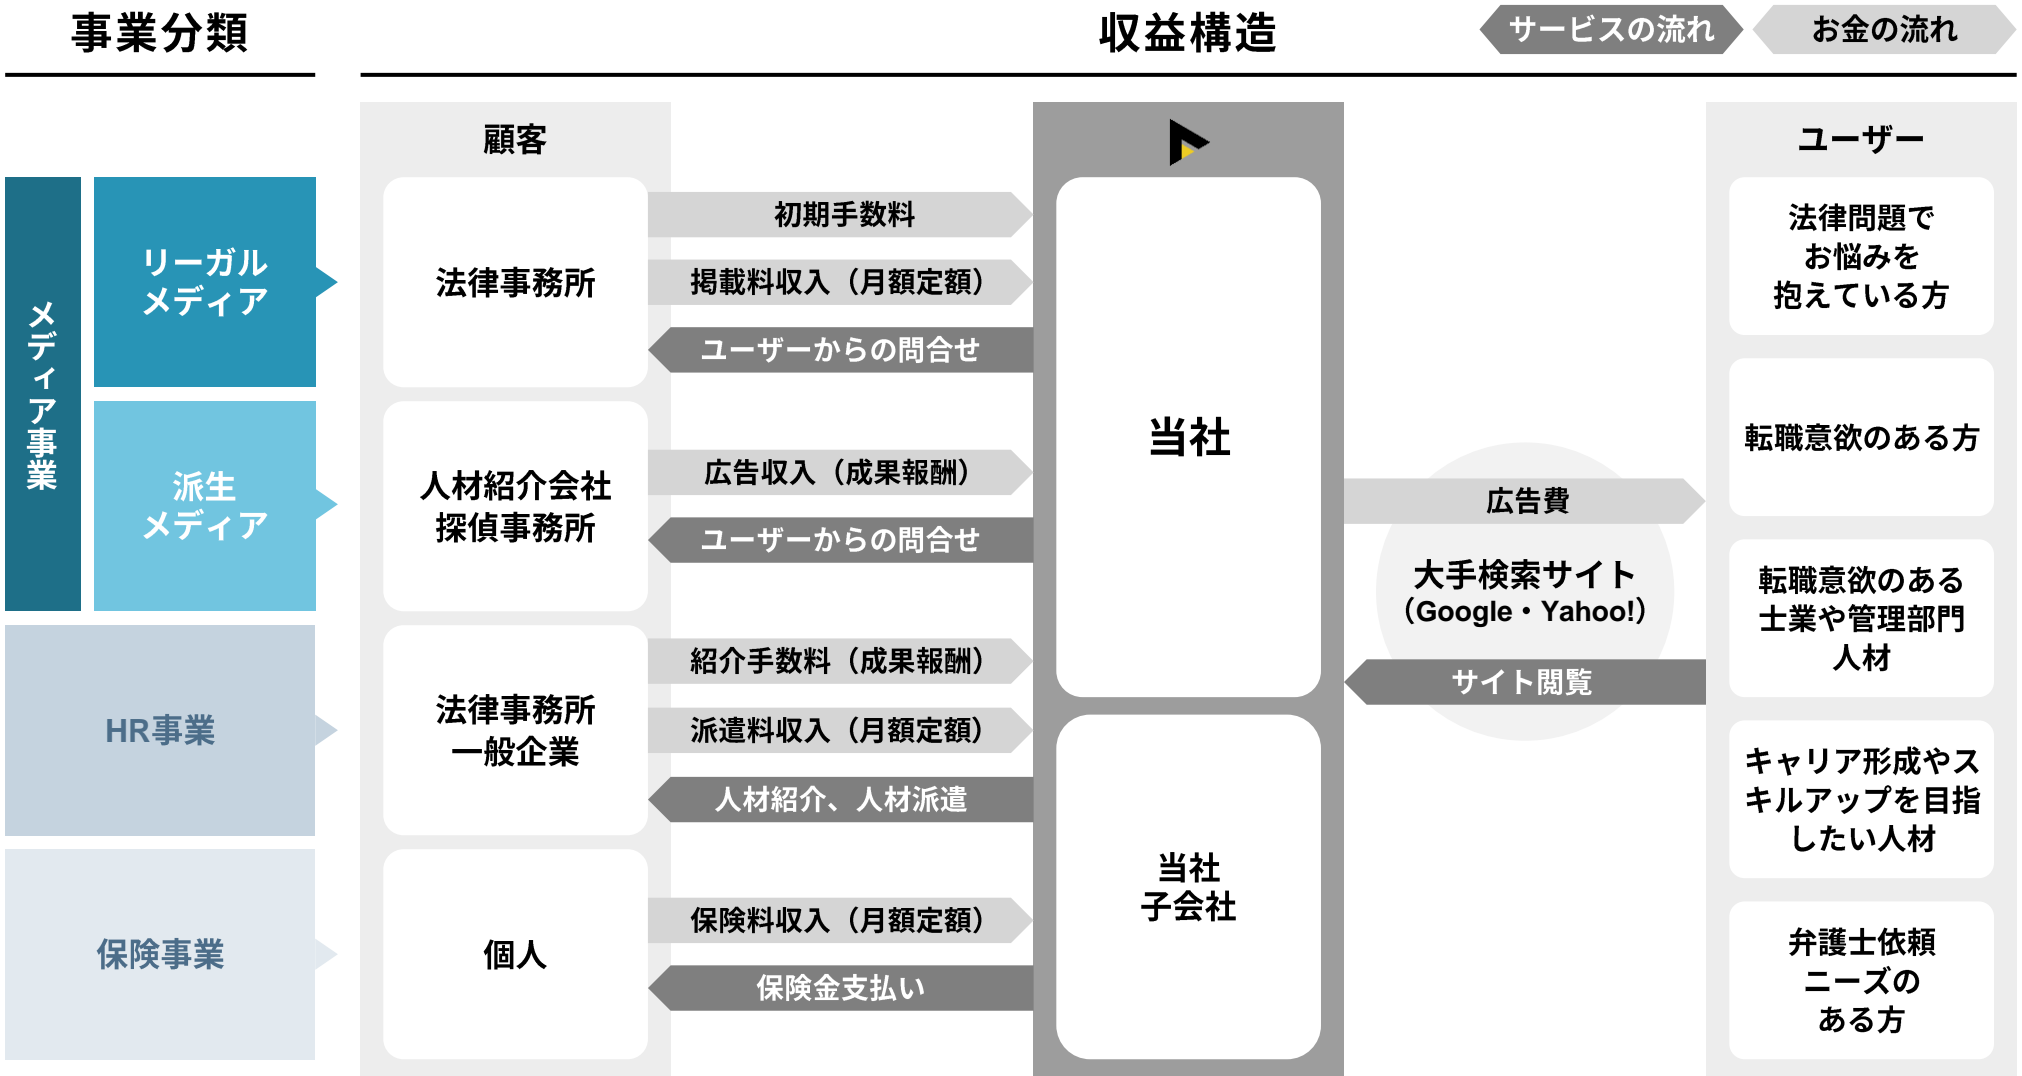 事業分類
収益構造
サービスの流れ
お金の流れ
メディア事業
リーガル
メディア
派生
メディア
HR事業
保険事業
顧客
法律事務所
人材紹介会社
探偵事務所
法律事務所
一般企業
個人
初期手数料
掲載料収入（月額定額）
ユーザーからの問合せ
広告収入（成果報酬）
ユーザーからの問合せ
紹介手数料（成果報酬）
派遣料収入（月額定額）
人材紹介、人材派遣
保険料収入（月額定額）
保険金支払い
当社
当社
子会社
広告費
大手検索サイト
（Google・Yahoo!）
サイト閲覧
ユーザー
法律問題で
お悩みを
抱えている方
転職意欲のある方
転職意欲のある
士業や管理部門
人材
キャリア形成やス
キルアップを目指
したい人材
弁護士依頼
ニーズの
ある方